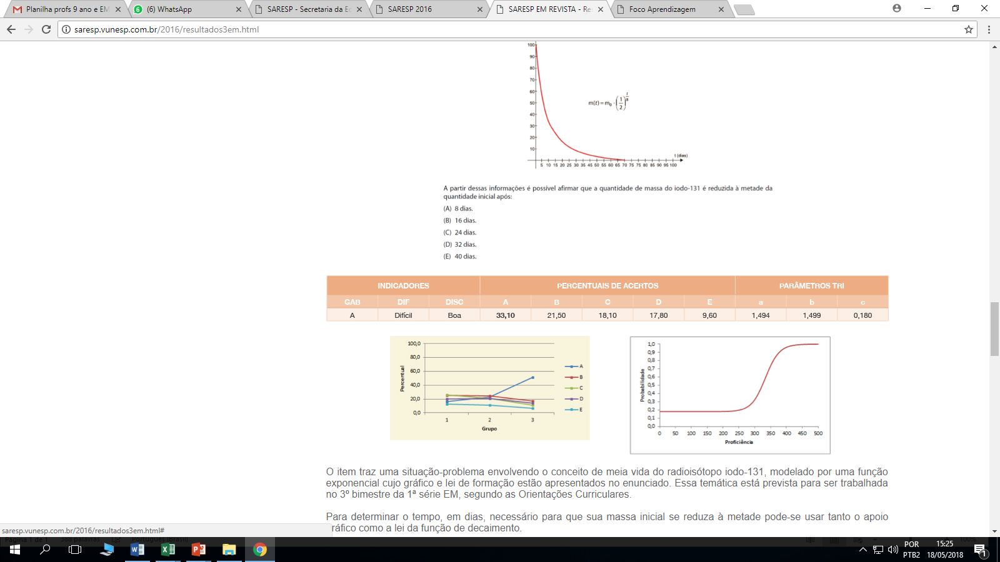 Planilha profs 9 ano e EM
(6) WhatsApp
SARESP - Secretaria da Ed
SARESP 2016
SARESP EM REVISTA - Re
Foco Aprendizagem
saresp.vunesp.com.br/2016/resultados3em.html
100
90
80
70
60
50
40
30
20
10
m(t) = m0 · (1/2)^(t/8)
t (dias)
5 10 15 20 25 30 35 40 45 50 55 60 65 70 75 75 80 85 90 95 100
A partir dessas informações é possível afirmar que a quantidade de massa do iodo-131 é reduzida à metade da
quantidade inicial após:
(A) 8 dias.
(B) 16 dias.
(C) 24 dias.
(D) 32 dias.
(E) 40 dias.
INDICADORES PERCENTUAIS DE ACERTOS PARÂMETROS TRI
GAB DIF DISC A B C D E a b c
A Difícil Boa 33,10 21,50 18,10 17,80 9,60 1,494 1,499 0,180
100,0
80,0
60,0
40,0
20,0
0,0
Percentual
1 2 3
Grupo
A
B
C
D
E
1,0
0,9
0,8
0,7
0,6
0,5
0,4
0,3
0,2
0,1
0,0
Probabilidade
0 50 100 150 200 250 300 350 400 450 500
Proficiência
O item traz uma situação-problema envolvendo o conceito de meia vida do radioisótopo iodo-131, modelado por uma função
exponencial cujo gráfico e lei de formação estão apresentados no enunciado. Essa temática está prevista para ser trabalhada
no 3º bimestre da 1ª série EM, segundo as Orientações Curriculares.
Para determinar o tempo, em dias, necessário para que sua massa inicial se reduza à metade pode-se usar tanto o apoio
ráfico como a lei da função de decaimento.
saresp.vunesp.com.br/2016/resultados3em.html#
Página 1 de 1 388 palavras Português (Brasil) 100%
POR
PTB2
15:25
18/05/2018
1